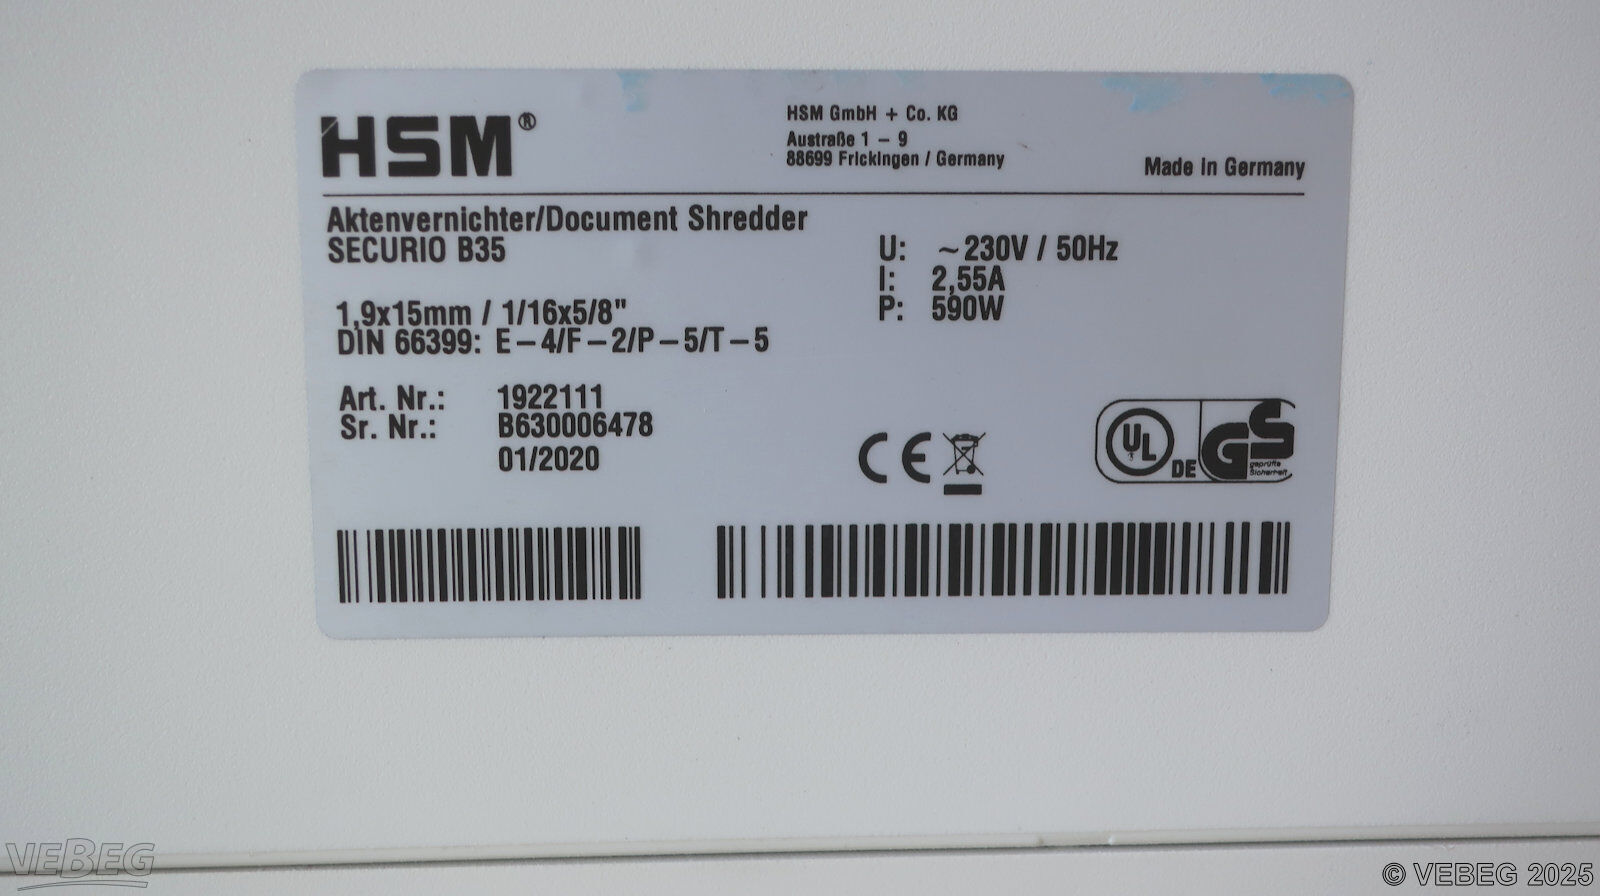 HSM®
HSM GmbH + Co. KG
Austraße 1 – 9
88699 Frickingen / Germany
Made in Germany
Aktenvernichter/Document Shredder
SECURIO B35
U: ~230V / 50Hz
I: 2,55A
P: 590W
1,9x15mm / 1/16x5/8"
DIN 66399: E–4/F–2/P–5/T–5
Art. Nr.: 1922111
Sr. Nr.: B630006478
01/2020
CE
UL
DE
GS
geprüfte
Sicherheit
VEBEG
© VEBEG 2025